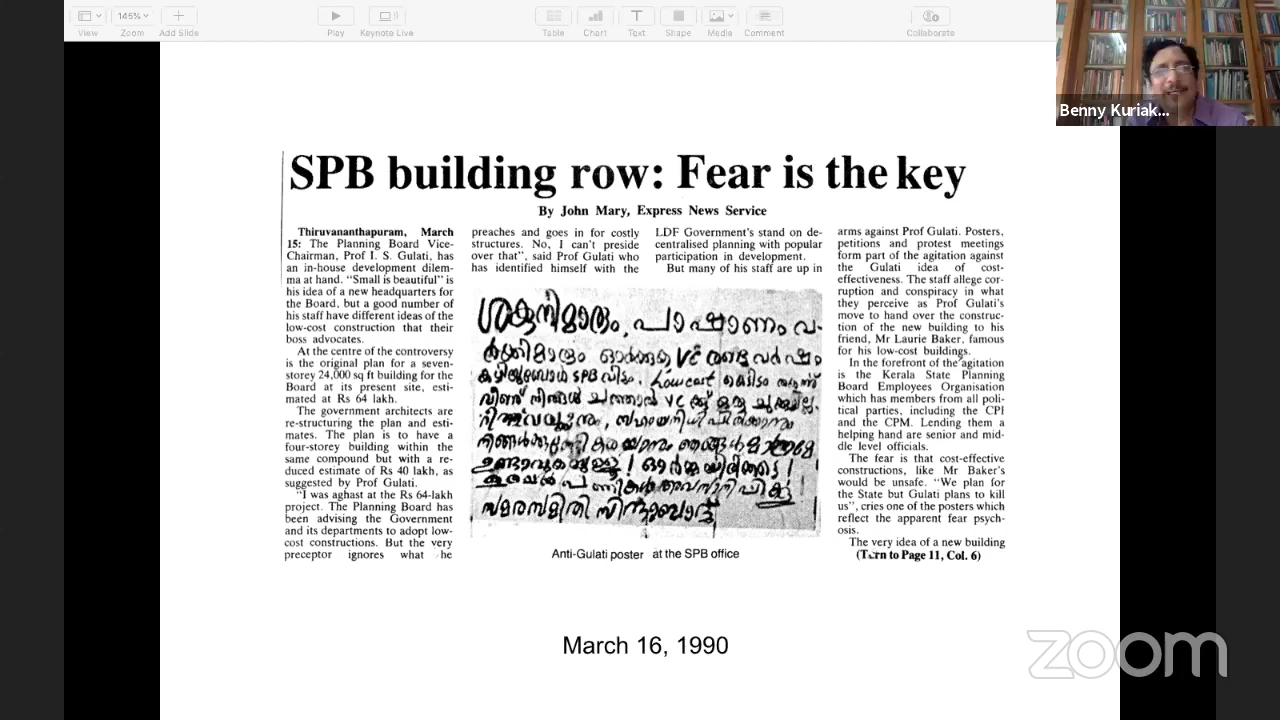 View
145%
Zoom
Add Slide
Play
Keynote Live
Table
Chart
Text
Shape
Media
Comment
Collaborate
Benny Kuriak...
SPB building row: Fear is the key
By John Mary, Express News Service
Thiruvananthapuram, March
15: The Planning Board Vice-
Chairman, Prof I. S. Gulati, has
an in-house development dilem-
ma at hand. "Small is beautiful" is
his idea of a new headquarters for
the Board, but a good number of
his staff have different ideas of the
low-cost construction that their
boss advocates.
At the centre of the controversy
is the original plan for a seven-
storey 24,000 sq ft building for the
Board at its present site, esti-
mated at Rs 64 lakh.
The government architects are
re-structuring the plan and esti-
mates. The plan is to have a
four-storey building within the
same compound but with a re-
duced estimate of Rs 40 lakh, as
suggested by Prof Gulati.
"I was aghast at the Rs 64-lakh
project. The Planning Board has
been advising the Government
and its departments to adopt low-
cost constructions. But the very
preceptor ignores what he
preaches and goes in for costly
structures. No, I can't preside
over that", said Prof Gulati who
has identified himself with the
LDF Government's stand on de-
centralised planning with popular
participation in development.
But many of his staff are up in
ശകുനിമാരും, പാഷാണം വ-
VC രണ്ടു വർഷം
SPB വിടും. Low cost കെട്ടിടം
VC ക്ക് ഒരു ചുക്കുമില്ല.
ഓർമ്മയിരിക്കട്ടെ!
സമരസമിതി സിന്ദാബാദ്
Anti-Gulati poster at the SPB office
arms against Prof Gulati. Posters,
petitions and protest meetings
form part of the agitation against
the Gulati idea of cost-
effectiveness. The staff allege cor-
ruption and conspiracy in what
they perceive as Prof Gulati's
move to hand over the construc-
tion of the new building to his
friend, Mr Laurie Baker, famous
for his low-cost buildings.
In the forefront of the agitation
is the Kerala State Planning
Board Employees Organisation
which has members from all poli-
tical parties, including the CPI
and the CPM. Lending them a
helping hand are senior and mid-
dle level officials.
The fear is that cost-effective
constructions, like Mr Baker's
would be unsafe. "We plan for
the State but Gulati plans to kill
us", cries one of the posters which
reflect the apparent fear psych-
osis.
The very idea of a new building
(Turn to Page 11, Col. 6)
March 16, 1990
zoom